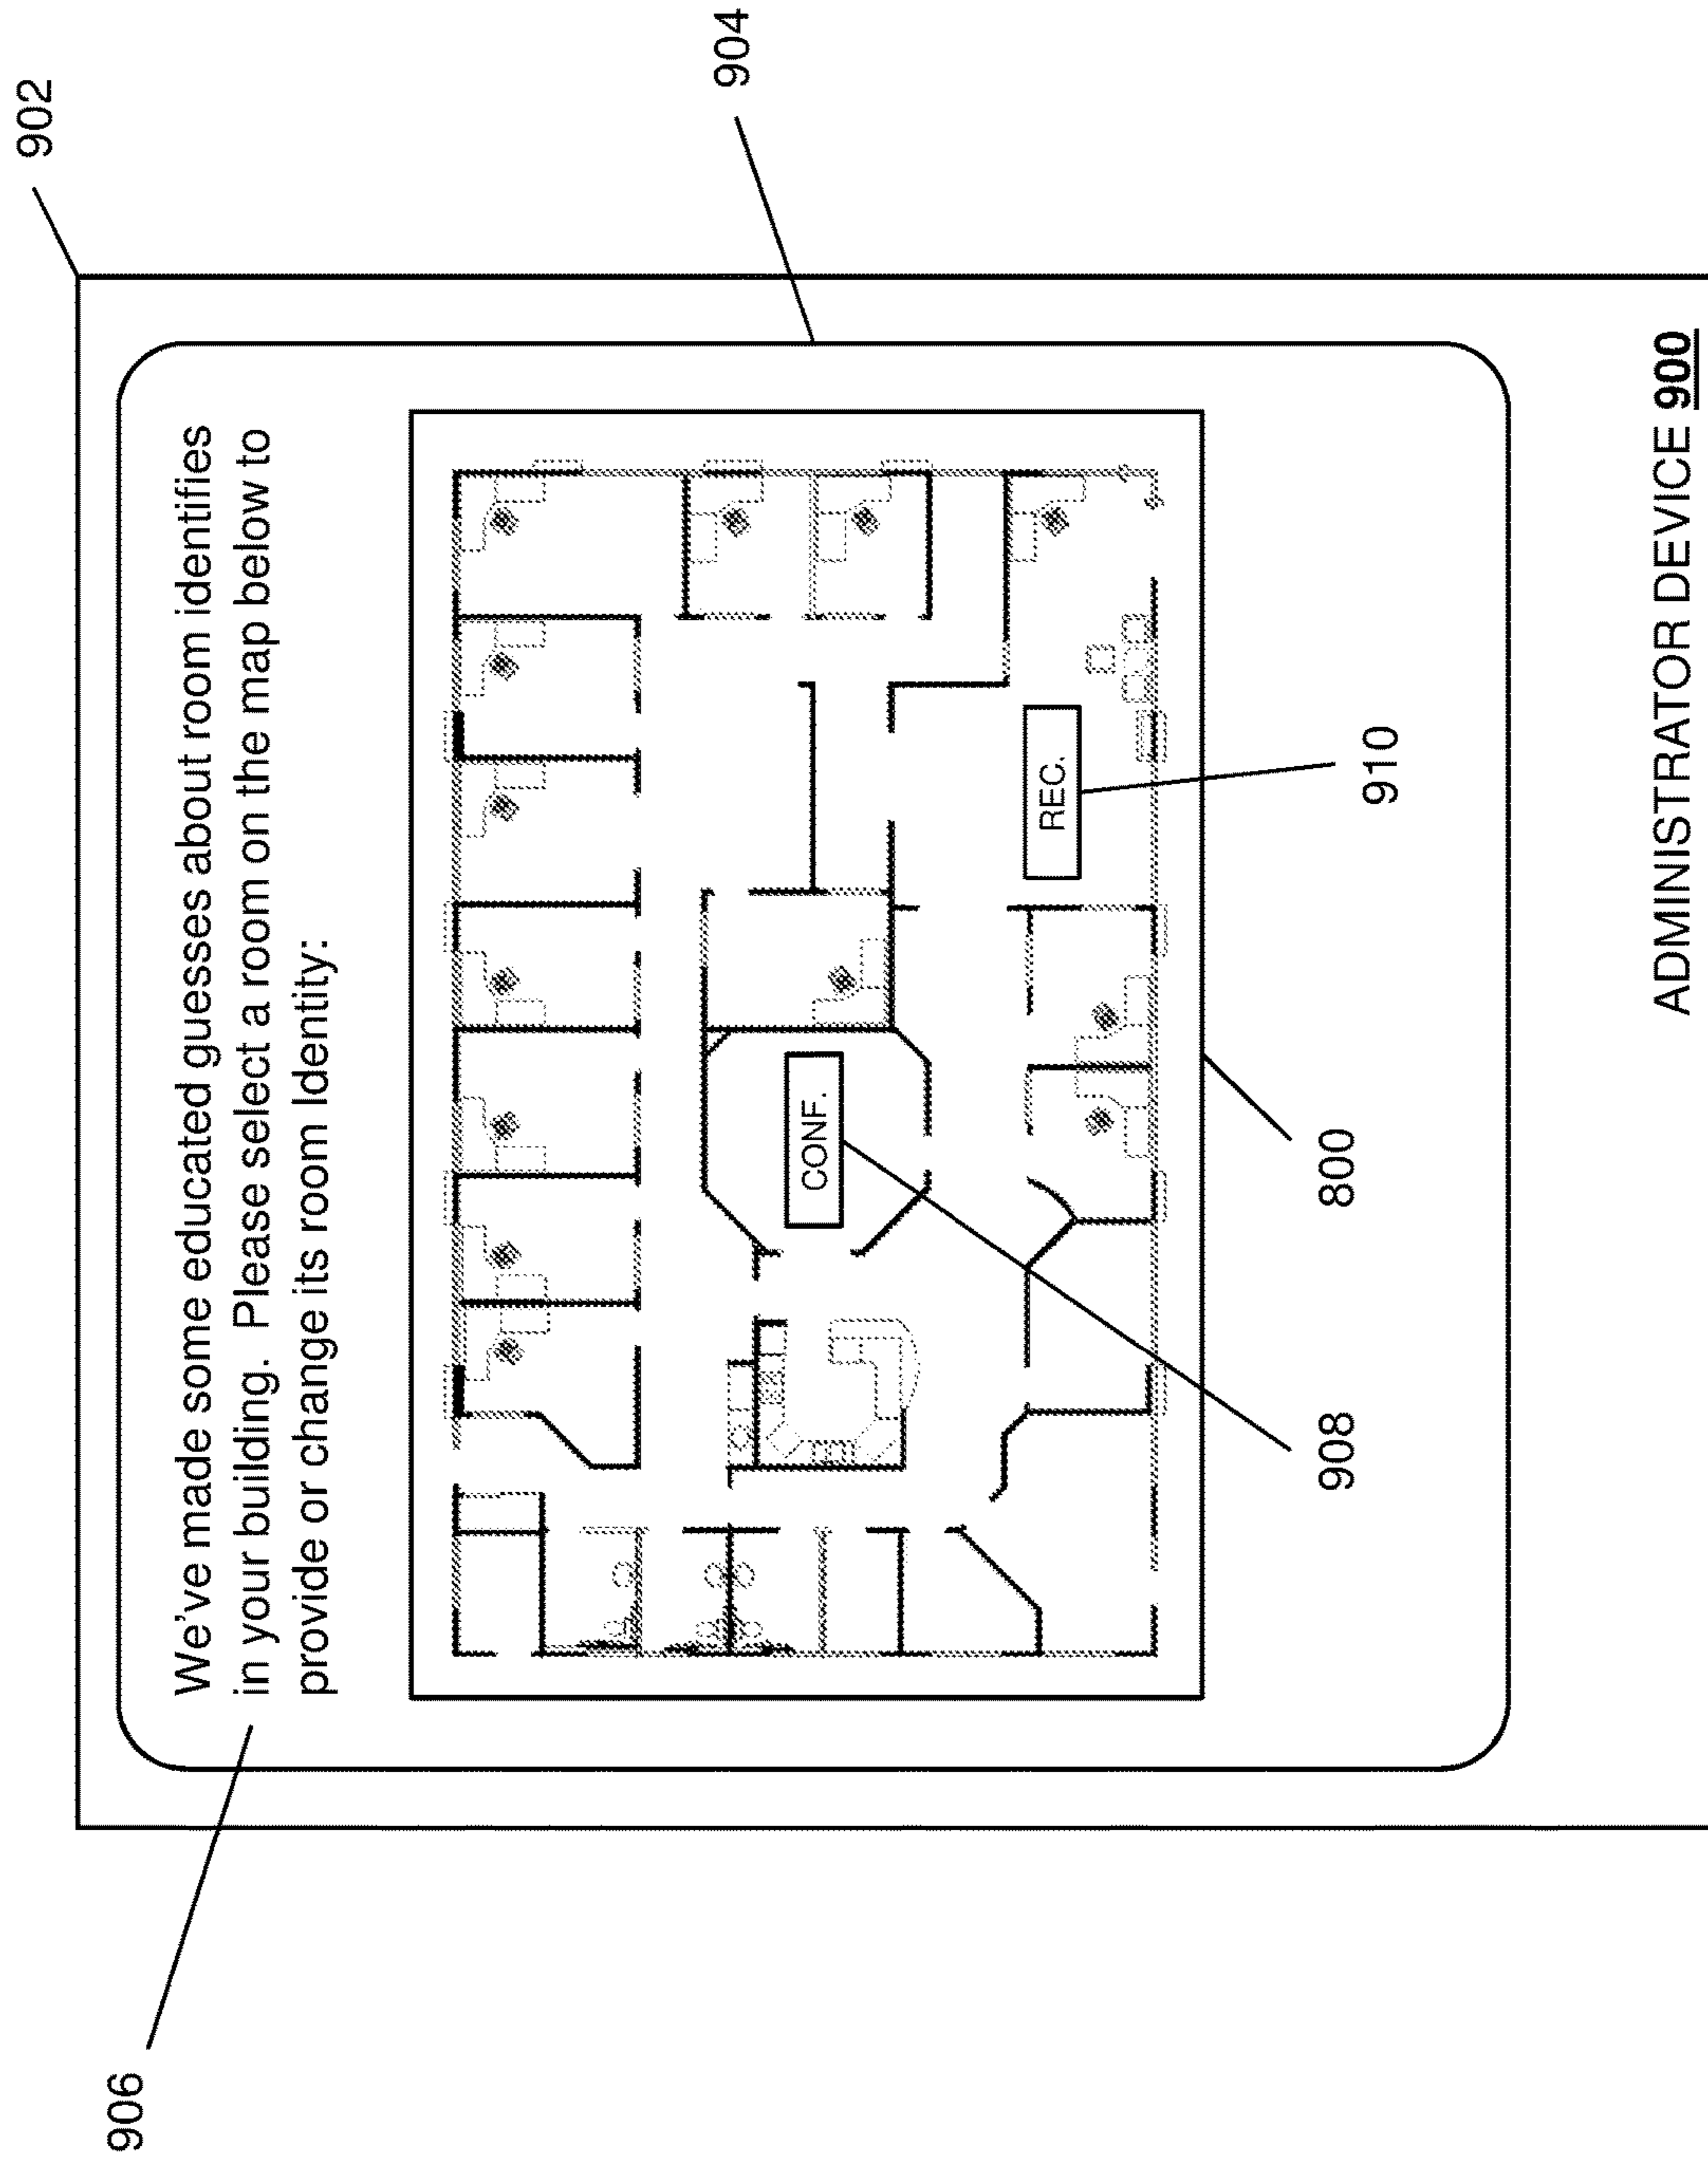 902
904
906
We've made some educated guesses about room identifies
in your building. Please select a room on the map below to
provide or change its room Identity:
CONF.
REC.
908
800
910
ADMINISTRATOR DEVICE 900